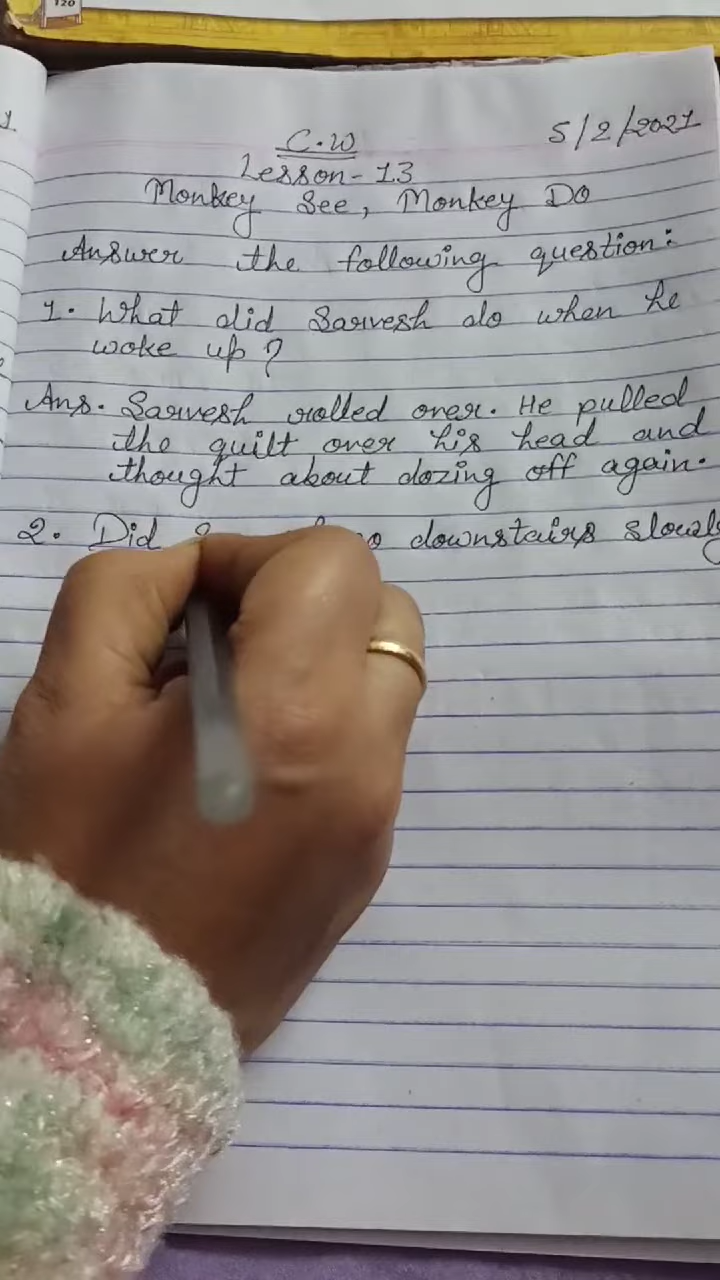 120
1.
C.W
5/2/2021
Lesson-13
Monkey See, Monkey Do
Answer the following question:
1. What did Sarvesh do when he
woke up?
Ans. Sarvesh rolled over. He pulled
the quilt over his head and
thought about dozing off again.
2. Did downstairs slowly